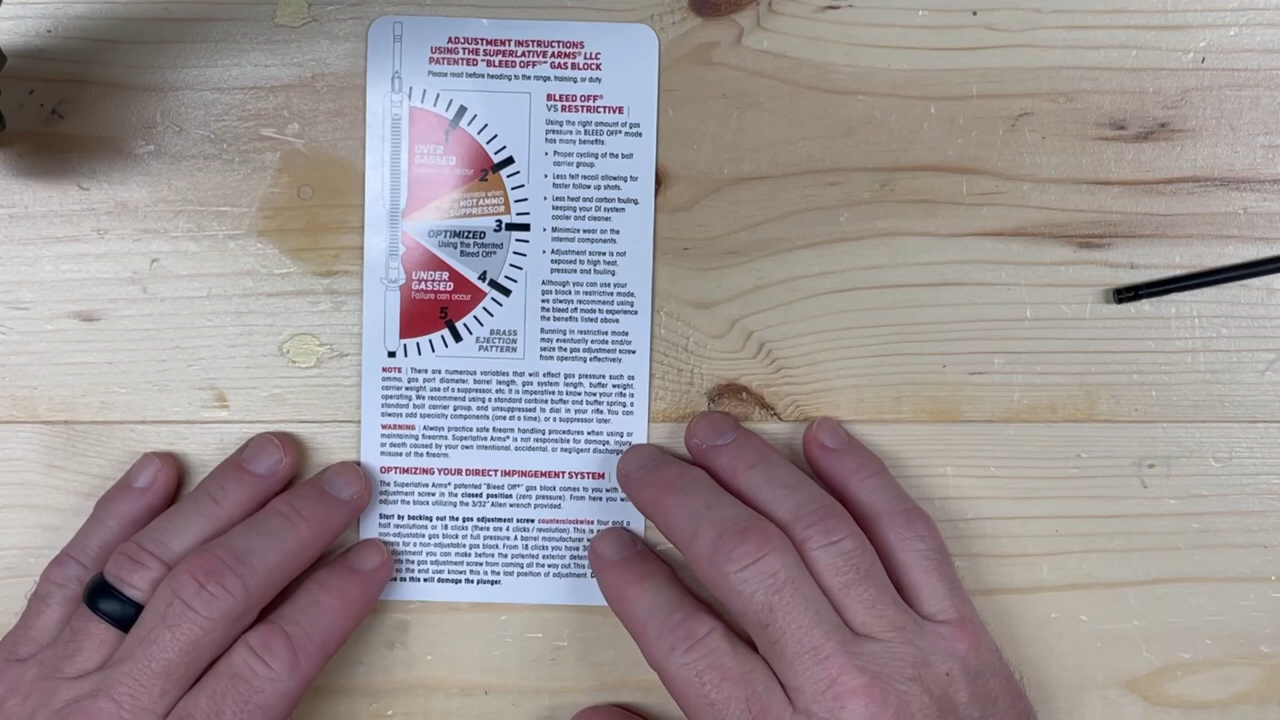 ADJUSTMENT INSTRUCTIONS
USING THE SUPERLATIVE ARMS® LLC
PATENTED "BLEED OFF®" GAS BLOCK
Please read before heading to the range, training, or duty.
OVER
GASSED
occur
2
when
HOT AMMO
SUPPRESSOR
3
OPTIMIZED
Using the Patented
Bleed Off®
4
UNDER
GASSED
Failure can occur
5
BRASS
EJECTION
PATTERN
BLEED OFF®
VS RESTRICTIVE |
Using the right amount of gas
pressure in BLEED OFF® mode
has many benefits:
› Proper cycling of the bolt
carrier group.
› Less felt recoil allowing for
faster follow up shots.
› Less heat and carbon fouling,
keeping your DI system
cooler and cleaner.
› Minimize wear on the
internal components.
› Adjustment screw is not
exposed to high heat,
pressure and fouling.
Although you can use your
gas block in restrictive mode,
we always recommend using
the bleed off mode to experience
the benefits listed above.
Running in restrictive mode
may eventually erode and/or
seize the gas adjustment screw
from operating effectively.
NOTE | There are numerous variables that will effect gas pressure such as
ammo, gas port diameter, barrel length, gas system length, buffer weight,
carrier weight, use of a suppressor, etc. It is imperative to know how your rifle is
operating. We recommend using a standard carbine buffer and buffer spring, a
standard bolt carrier group, and unsuppressed to dial in your rifle. You can
always add specialty components (one at a time), or a suppressor later.
WARNING | Always practice safe firearm handling procedures when using or
maintaining firearms. Superlative Arms® is not responsible for damage, injury,
or death caused by your own intentional, accidental, or negligent discharge
misuse of the firearm.
OPTIMIZING YOUR DIRECT IMPINGEMENT SYSTEM |
The Superlative Arms® patented "Bleed Off®" gas block comes to you with
adjustment screw in the closed position (zero pressure). From here you
adjust the block utilizing the 3/32" Allen wrench provided.
Start by backing out the gas adjustment screw counterclockwise four and a
half revolutions or 18 clicks (there are 4 clicks / revolution). This is
non-adjustable gas block at full pressure. A barrel manufacturer
for a non-adjustable gas block. From 18 clicks you have
adjustment you can make before the patented exterior
the gas adjustment screw from coming all the way out. This
so the end user knows this is the last position of adjustment.
as this will damage the plunger.